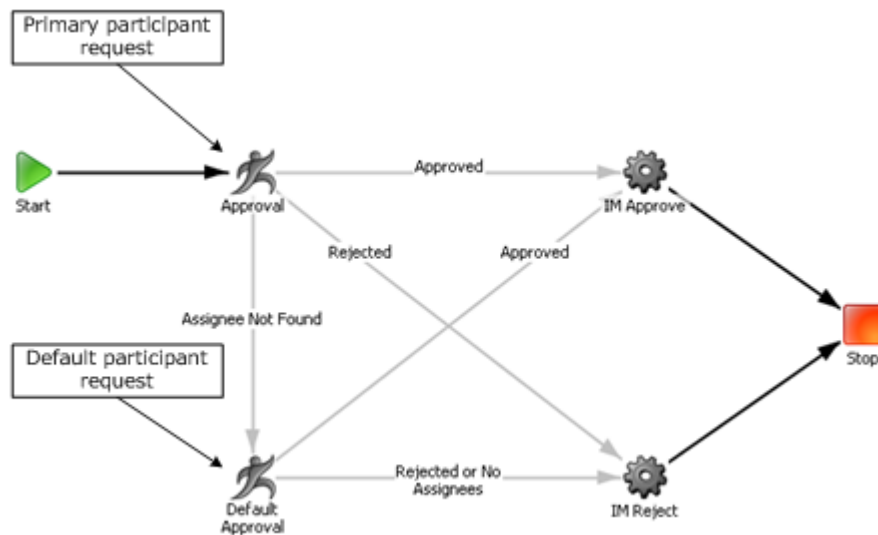 Primary participant
request
Approved
Start
Approval
IM Approve
Rejected
Approved
Assignee Not Found
Stop
Default participant
request
Rejected or No
Assignees
Default
Approval
IM Reject